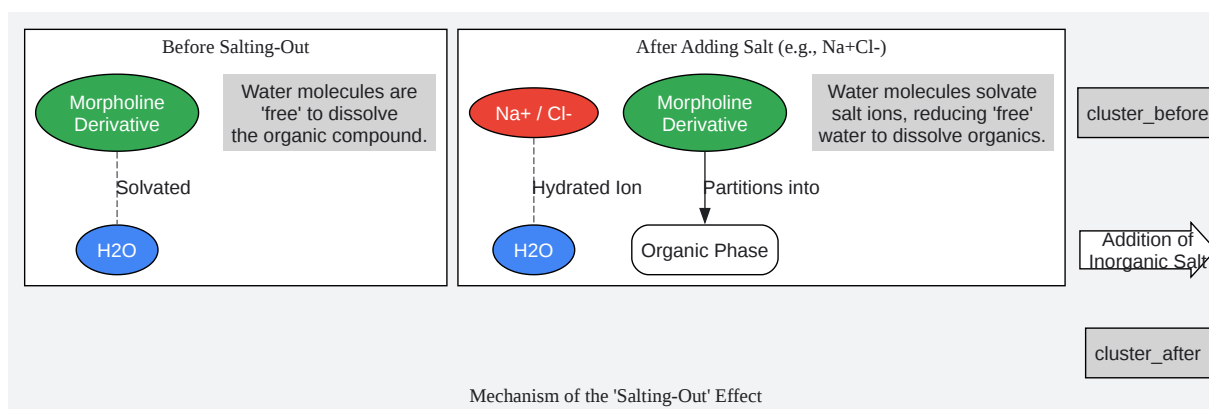 Before Salting-Out
Morpholine
Derivative
Water molecules are
'free' to dissolve
the organic compound.
Solvated
H2O
After Adding Salt (e.g., Na+Cl-)
Na+ / Cl-
Morpholine
Derivative
Water molecules solvate
salt ions, reducing 'free'
water to dissolve organics.
Hydrated Ion
Partitions into
H2O
Organic Phase
cluster_before
Addition of
Inorganic Salt
cluster_after
Mechanism of the 'Salting-Out' Effect